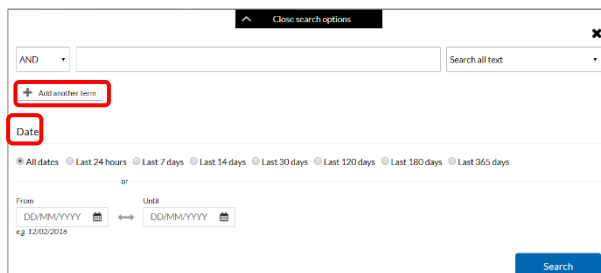 Close search options
AND Search all text
Add another term
Date
All dates Last 24 hours Last 7 days Last 14 days Last 30 days Last 120 days Last 180 days Last 365 days
or
From Until
DD/MM/YYYY DD/MM/YYYY
e.g. 12/02/2016
Search